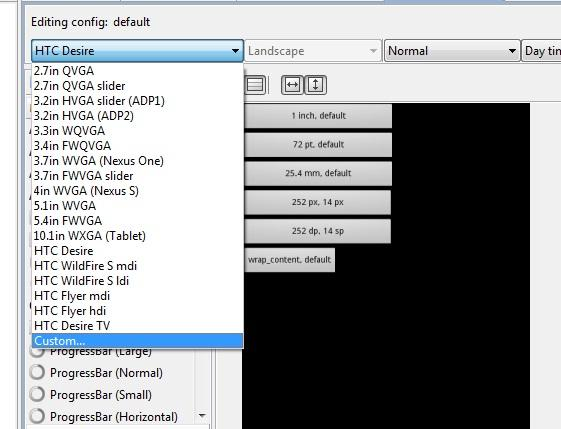 Editing config: default
HTC Desire
Landscape
Normal
Day tim
2.7in QVGA
2.7in QVGA slider
3.2in HVGA slider (ADP1)
3.2in HVGA (ADP2)
3.3in WQVGA
3.4in FWQVGA
3.7in WVGA (Nexus One)
3.7in FWVGA slider
4in WVGA (Nexus S)
5.1in WVGA
5.4in FWVGA
10.1in WXGA (Tablet)
HTC Desire
HTC WildFire S mdi
HTC WildFire S ldi
HTC Flyer mdi
HTC Flyer hdi
HTC Desire TV
Custom...
ProgressBar (Large)
ProgressBar (Normal)
ProgressBar (Small)
ProgressBar (Horizontal)
1 inch, default
72 pt, default
25.4 mm, default
252 px, 14 px
252 dp, 14 sp
wrap_content, default